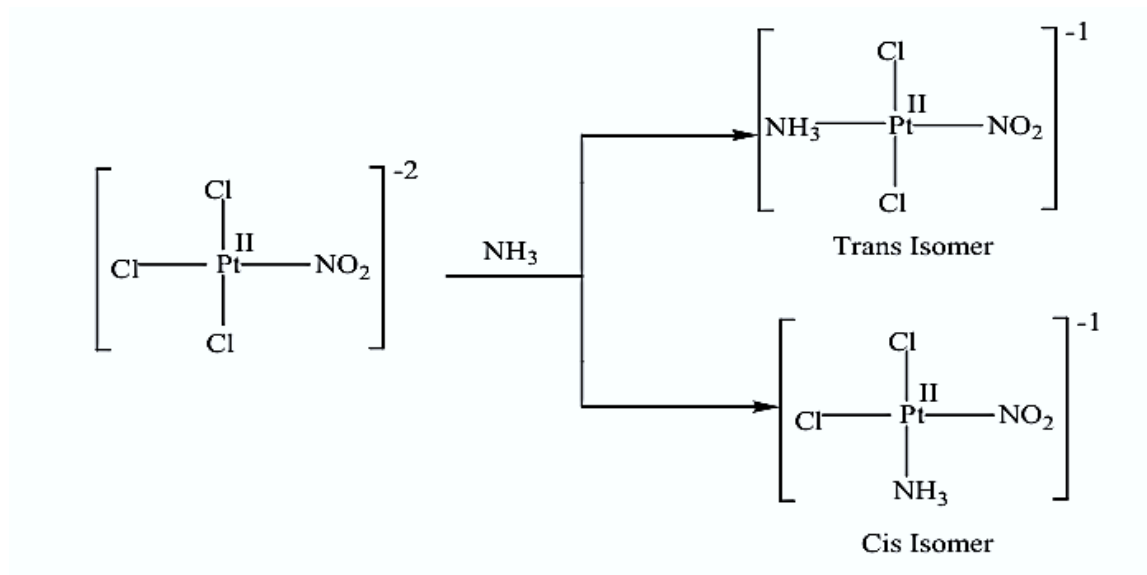 [Cl Cl Pt II NO2 Cl]-2
NH3
[Cl NH3 Pt II NO2 Cl]-1
Trans Isomer
[Cl Cl Pt II NO2 NH3]-1
Cis Isomer